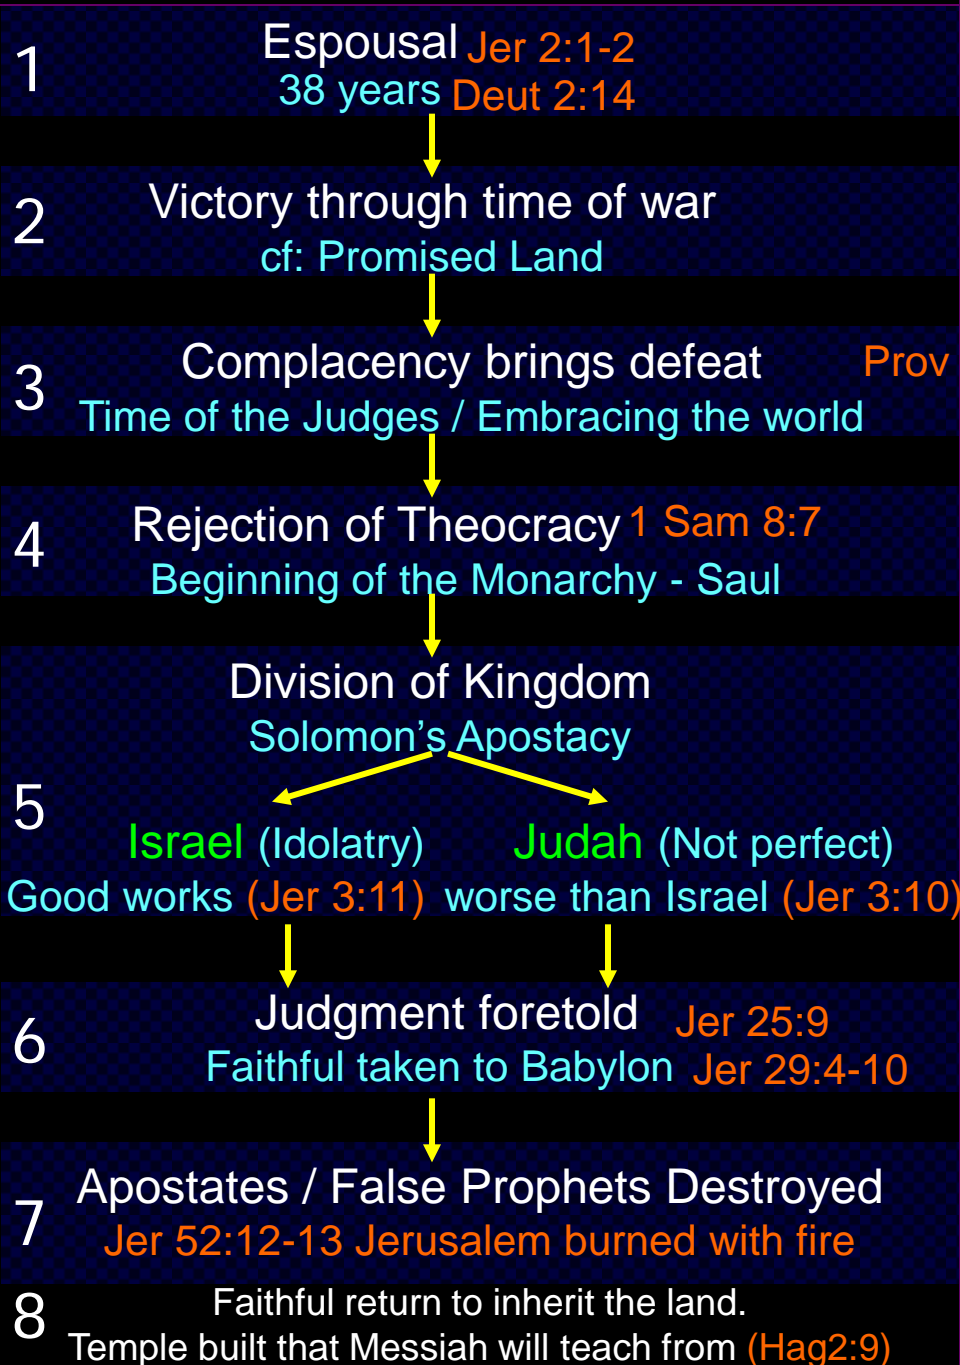 1
Espousal Jer 2:1-2
38 years Deut 2:14
2
Victory through time of war
cf: Promised Land
3
Complacency brings defeat Prov
Time of the Judges / Embracing the world
4
Rejection of Theocracy 1 Sam 8:7
Beginning of the Monarchy - Saul
Division of Kingdom
Solomon's Apostacy
5
Israel (Idolatry) Judah (Not perfect)
Good works (Jer 3:11) worse than Israel (Jer 3:10)
6
Judgment foretold Jer 25:9
Faithful taken to Babylon Jer 29:4-10
7
Apostates / False Prophets Destroyed
Jer 52:12-13 Jerusalem burned with fire
8
Faithful return to inherit the land.
Temple built that Messiah will teach from (Hag2:9)